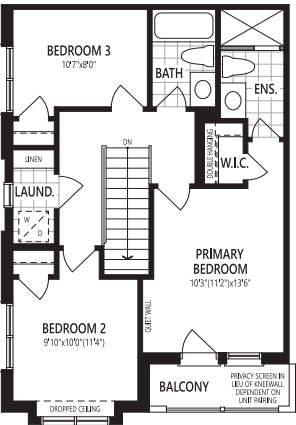 BEDROOM 3
10'7"x8'0"
BATH
ENS.
DN
LINEN
LAUND.
W
D
DOUBLE HANGING
W.I.C.
PRIMARY
BEDROOM
10'3"(11'2")x13'6"
BEDROOM 2
9'10"x10'0"(11'4")
QUIET WALL
DROPPED CEILING
BALCONY
PRIVACY SCREEN IN
LIEU OF KNEEWALL
DEPENDENT ON
UNIT PAIRING